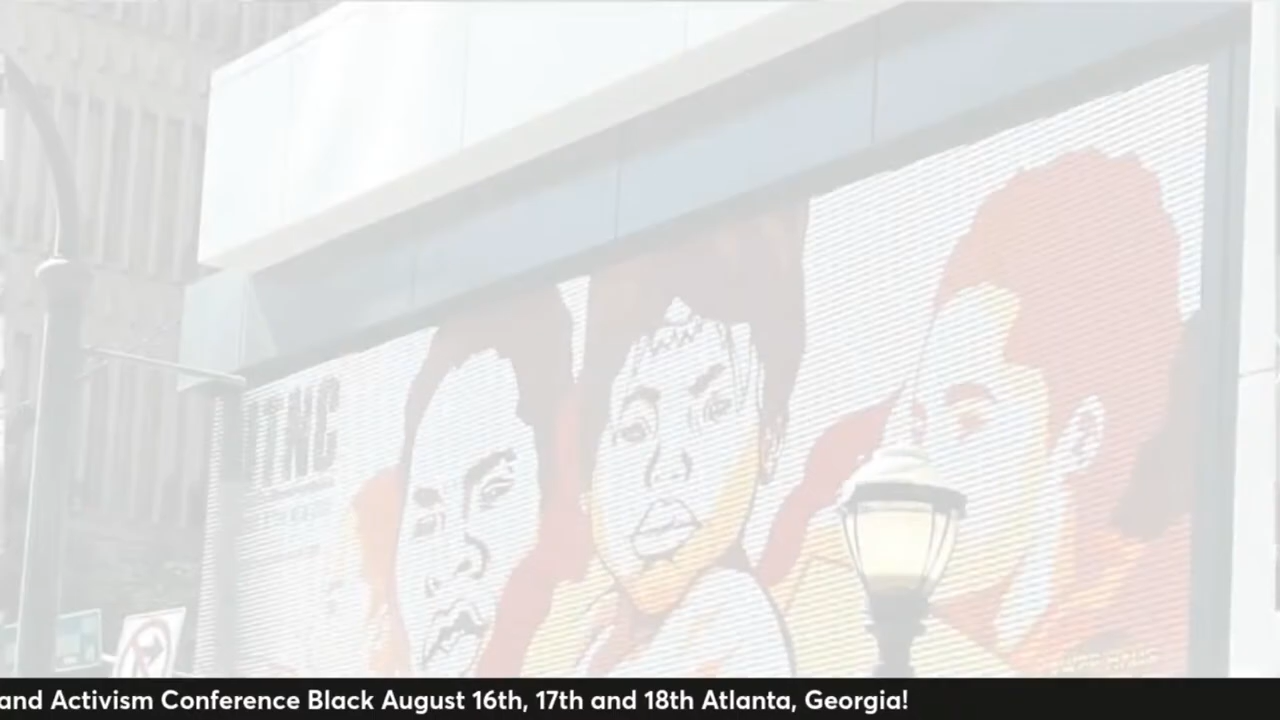 and Activism Conference Black August 16th, 17th and 18th Atlanta, Georgia!